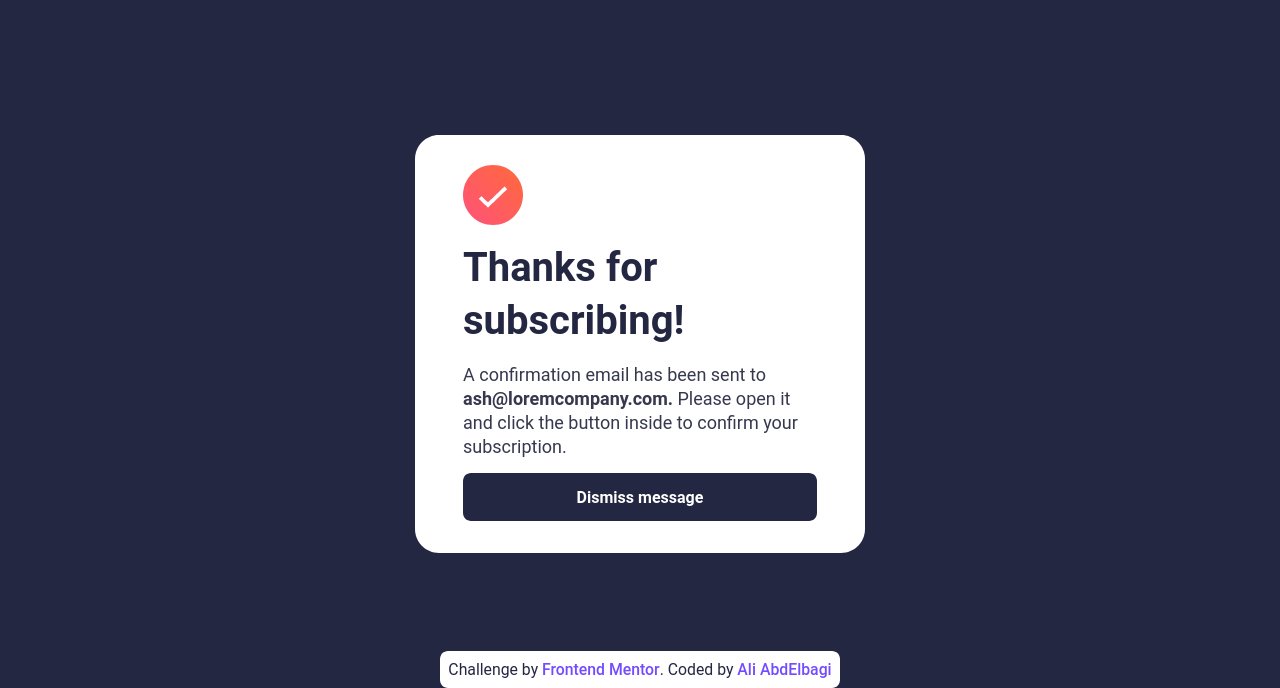 Thanks for
subscribing!
A confirmation email has been sent to
ash@loremcompany.com. Please open it
and click the button inside to confirm your
subscription.
Dismiss message
Challenge by Frontend Mentor. Coded by Ali AbdElbagi